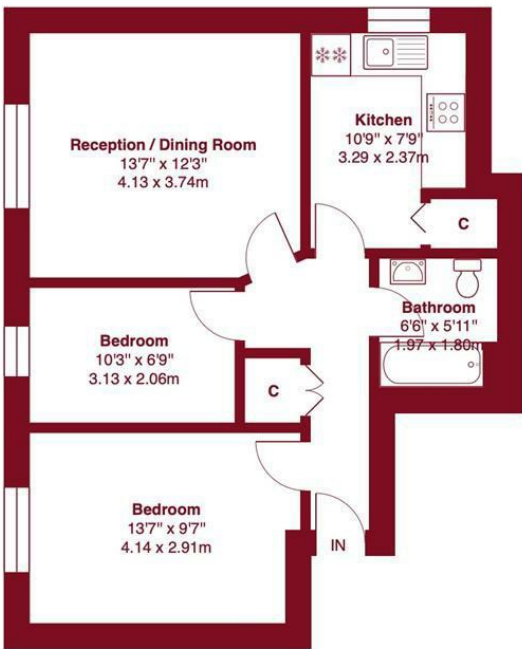 Reception / Dining Room
13'7" x 12'3"
4.13 x 3.74m
Kitchen
10'9" x 7'9"
3.29 x 2.37m
C
Bathroom
6'6" x 5'11"
1.97 x 1.80m
Bedroom
10'3" x 6'9"
3.13 x 2.06m
C
Bedroom
13'7" x 9'7"
4.14 x 2.91m
IN